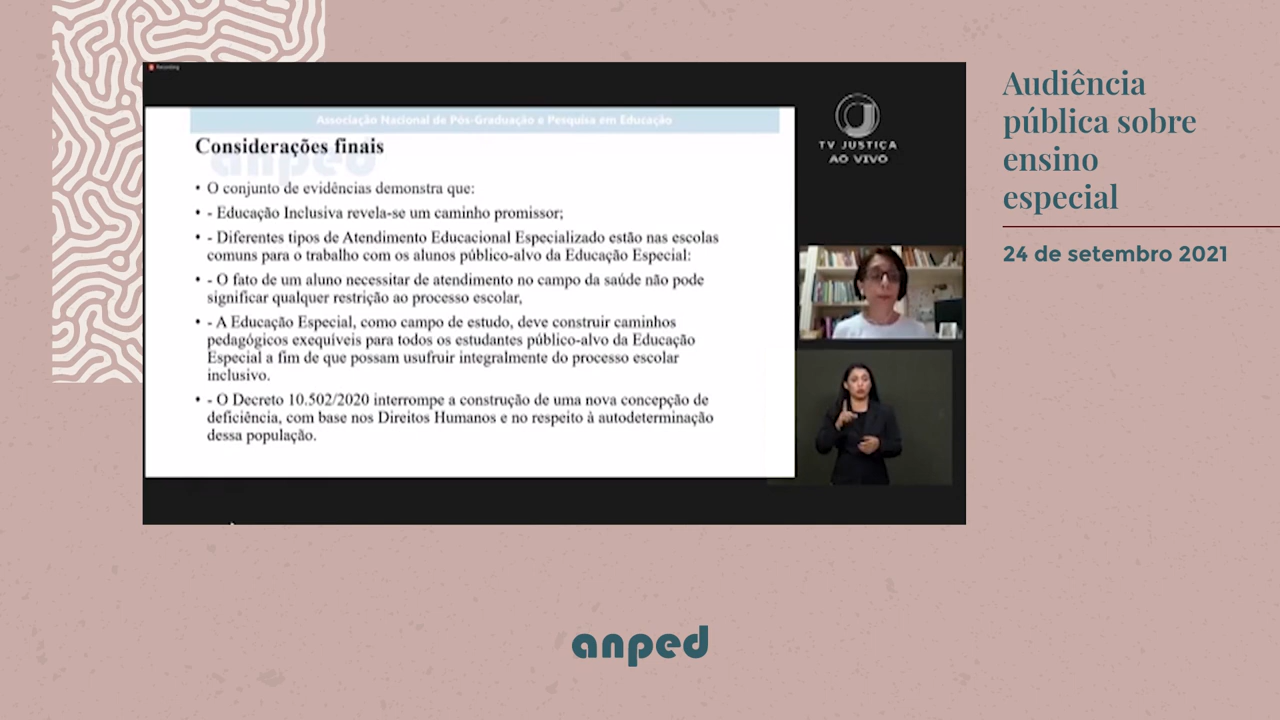 Recording
Associação Nacional de Pós-Graduação e Pesquisa em Educação
anped
Considerações finais
• O conjunto de evidências demonstra que:
• - Educação Inclusiva revela-se um caminho promissor;
• - Diferentes tipos de Atendimento Educacional Especializado estão nas escolas
comuns para o trabalho com os alunos público-alvo da Educação Especial:
• - O fato de um aluno necessitar de atendimento no campo da saúde não pode
significar qualquer restrição ao processo escolar,
• - A Educação Especial, como campo de estudo, deve construir caminhos
pedagógicos exequíveis para todos os estudantes público-alvo da Educação
Especial a fim de que possam usufruir integralmente do processo escolar
inclusivo.
• - O Decreto 10.502/2020 interrompe a construção de uma nova concepção de
deficiência, com base nos Direitos Humanos e no respeito à autodeterminação
dessa população.
TV JUSTIÇA
AO VIVO
Audiência
pública sobre
ensino
especial
24 de setembro 2021
anped